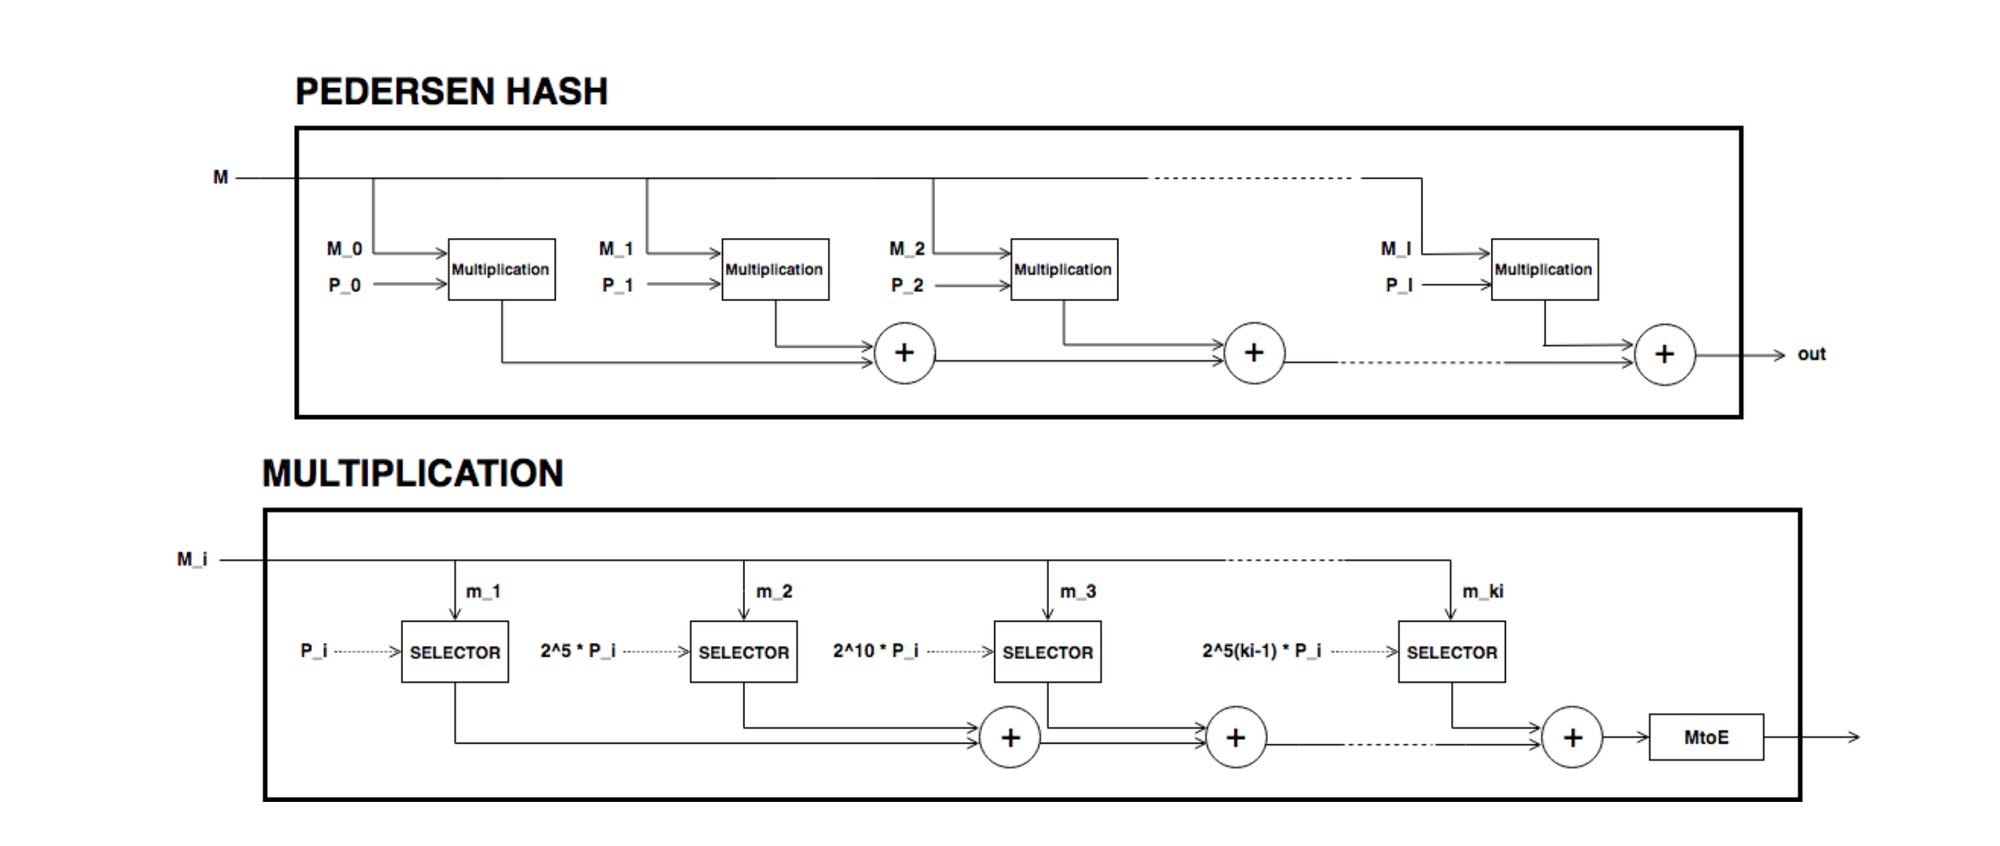 PEDERSEN HASH
M
M_0 M_1 M_2 M_l
Multiplication Multiplication Multiplication Multiplication
P_0 P_1 P_2 P_l
+ + + out
MULTIPLICATION
M_i
m_1 m_2 m_3 m_ki
P_i SELECTOR 2^5 * P_i SELECTOR 2^10 * P_i SELECTOR 2^5(ki-1) * P_i SELECTOR
+ + + MtoE